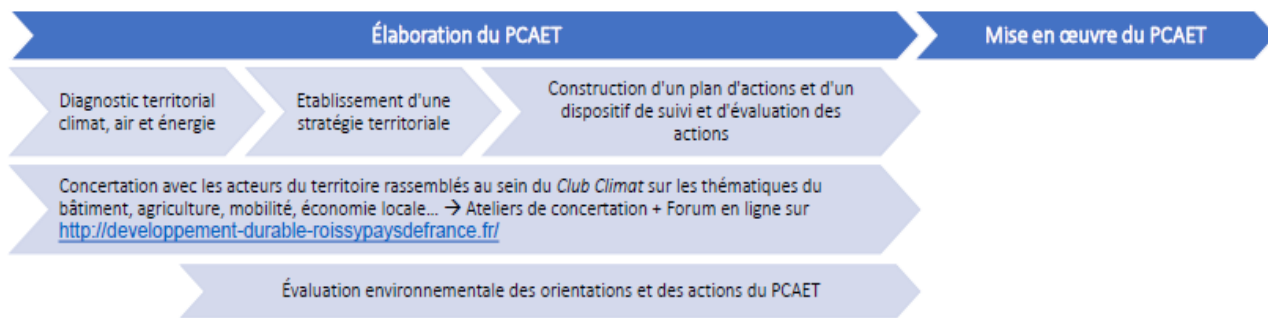 Élaboration du PCAET
Mise en œuvre du PCAET
Diagnostic territorial
climat, air et énergie
Etablissement d'une
stratégie territoriale
Construction d'un plan d'actions et d'un
dispositif de suivi et d'évaluation des
actions
Concertation avec les acteurs du territoire rassemblés au sein du Club Climat sur les thématiques du
bâtiment, agriculture, mobilité, économie locale… → Ateliers de concertation + Forum en ligne sur
http://developpement-durable-roissypaysdefrance.fr/
Évaluation environnementale des orientations et des actions du PCAET